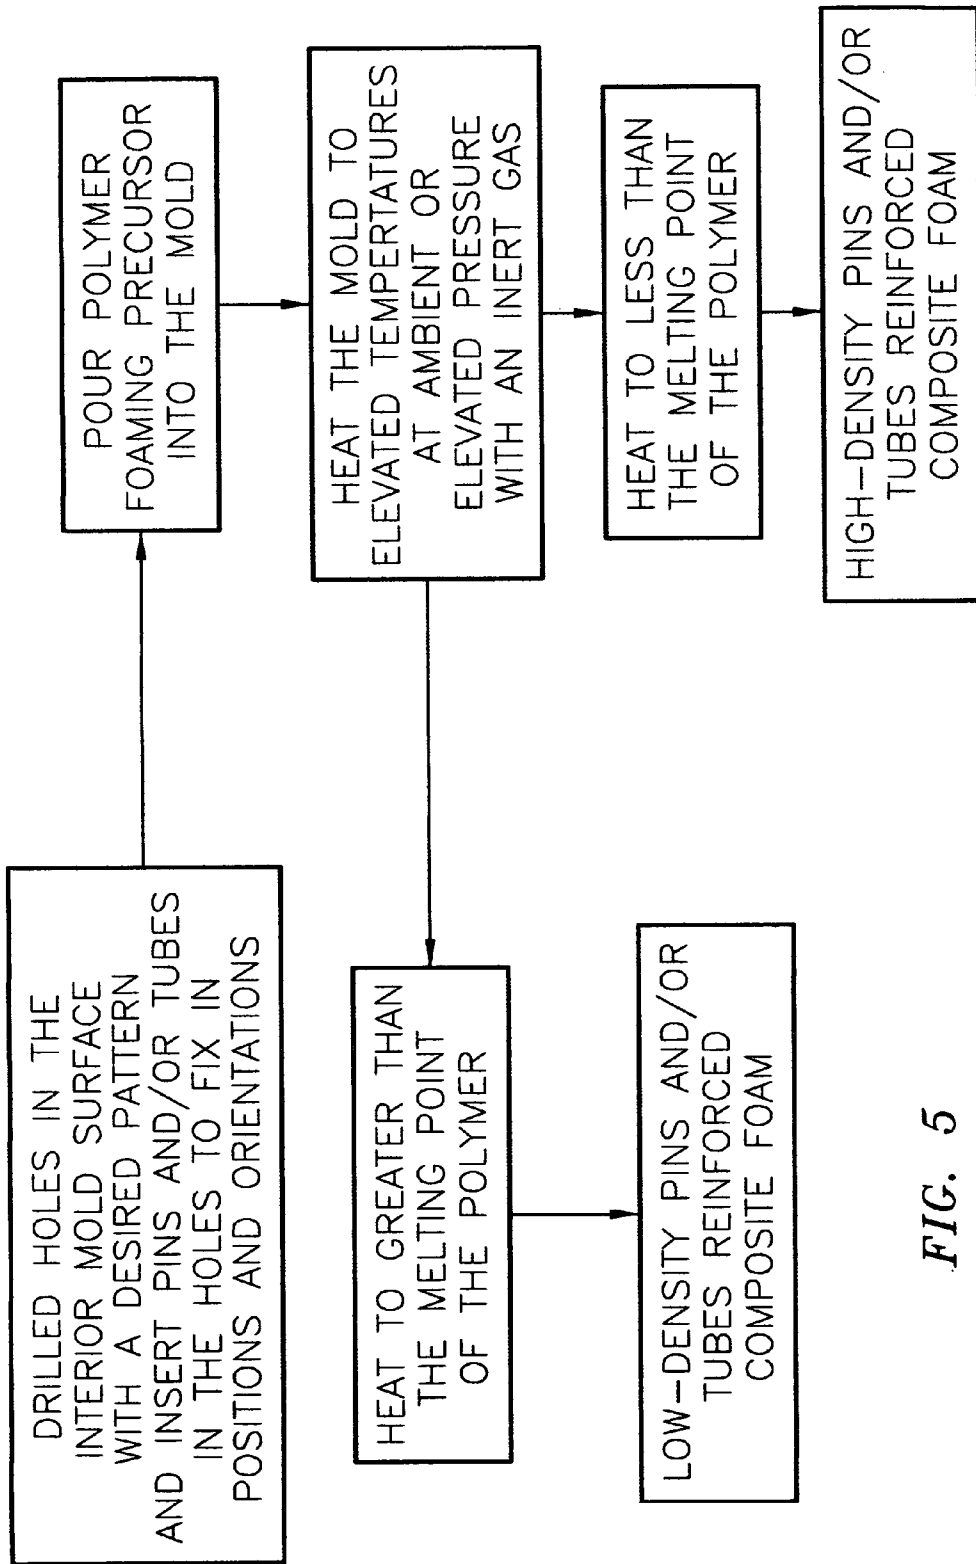 DRILLED HOLES IN THE
INTERIOR MOLD SURFACE
WITH A DESIRED PATTERN
AND INSERT PINS AND/OR TUBES
IN THE HOLES TO FIX IN
POSITIONS AND ORIENTATIONS
POUR POLYMER
FOAMING PRECURSOR
INTO THE MOLD
HEAT THE MOLD TO
ELEVATED TEMPERTATURES
AT AMBIENT OR
ELEVATED PRESSURE
WITH AN INERT GAS
HEAT TO GREATER THAN
THE MELTING POINT
OF THE POLYMER
HEAT TO LESS THAN
THE MELTING POINT
OF THE POLYMER
LOW-DENSITY PINS AND/OR
TUBES REINFORCED
COMPOSITE FOAM
HIGH-DENSITY PINS AND/OR
TUBES REINFORCED
COMPOSITE FOAM
FIG. 5